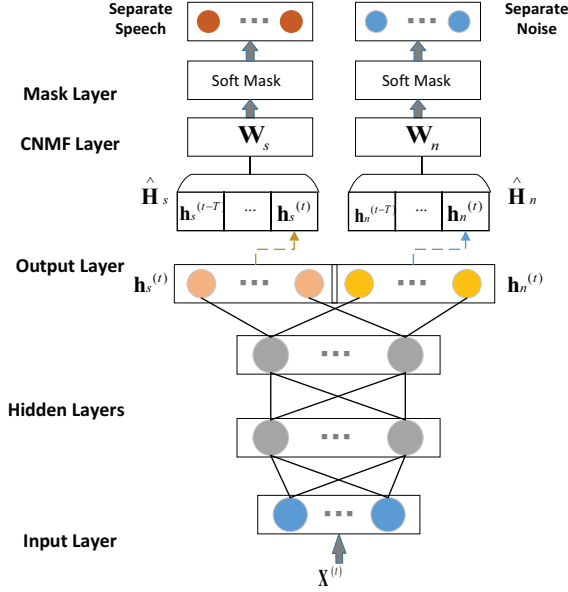 Separate Speech
Separate Noise
Mask Layer
Soft Mask
Soft Mask
CNMF Layer
W_s
W_n
Ĥ_s
h_s^(t-T) ... h_s^(t)
h_n^(t-T) ... h_n^(t)
Ĥ_n
Output Layer
h_s^(t)
h_n^(t)
Hidden Layers
Input Layer
X^(t)